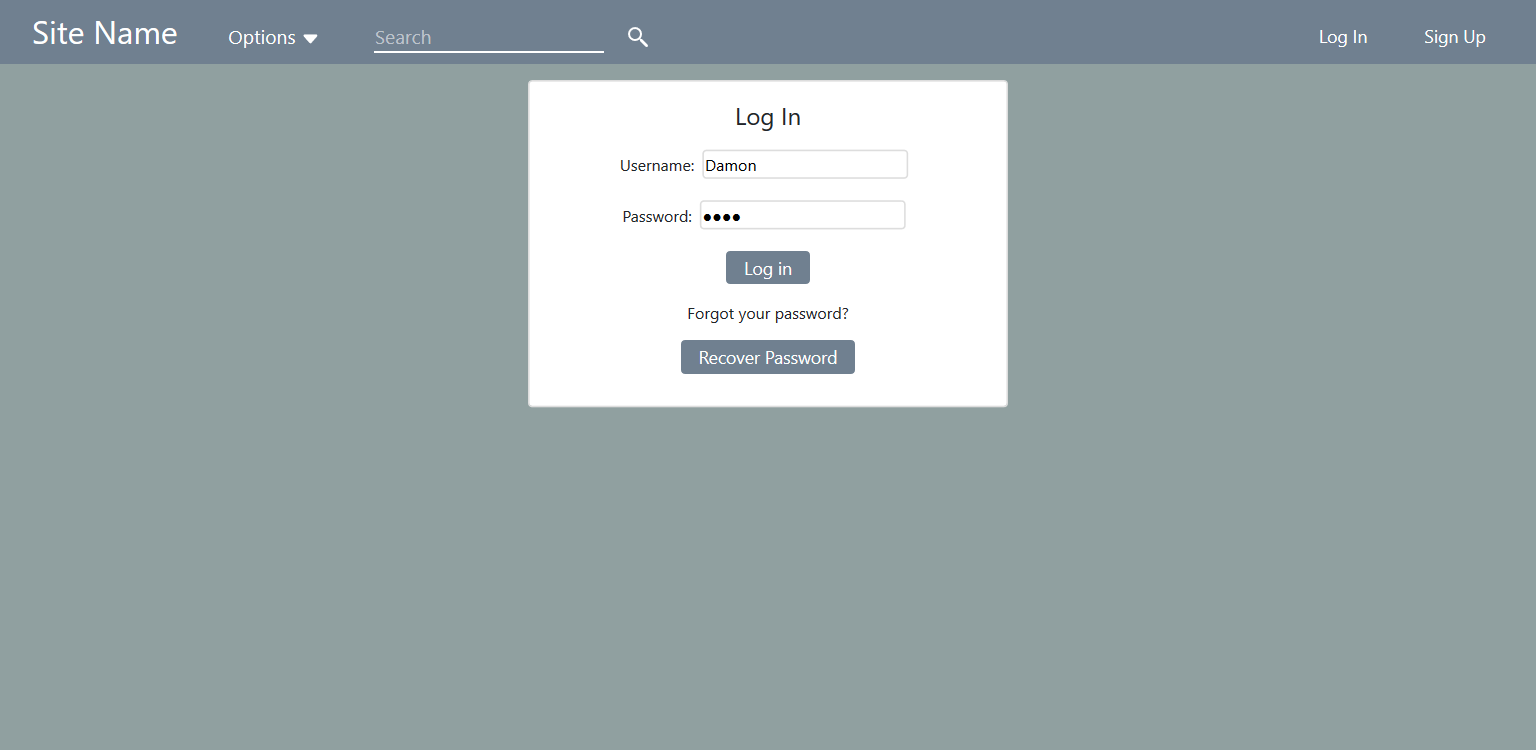 Site Name Options Search Log In Sign Up
Log In
Username: Damon
Password: ••••
Log in
Forgot your password?
Recover Password